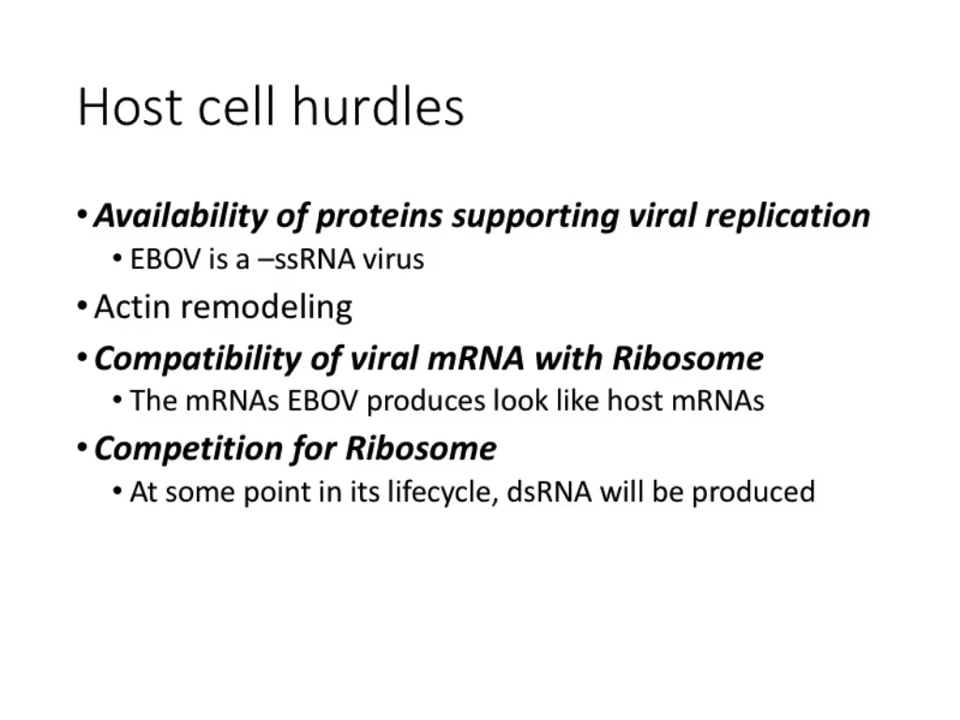 Host cell hurdles
• Availability of proteins supporting viral replication
• EBOV is a –ssRNA virus
• Actin remodeling
• Compatibility of viral mRNA with Ribosome
• The mRNAs EBOV produces look like host mRNAs
• Competition for Ribosome
• At some point in its lifecycle, dsRNA will be produced